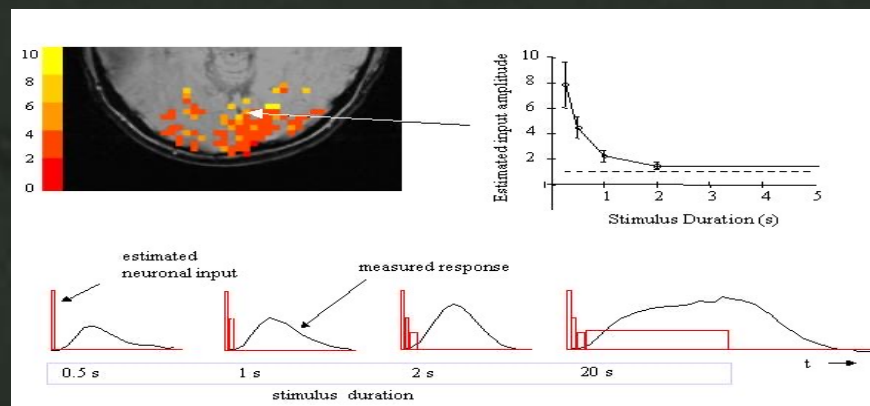 10
8
6
4
2
0
Estimated input amplitude
10
8
6
4
2
1 2 3 4 5
Stimulus Duration (s)
estimated
neuronal input
measured response
0.5 s 1 s 2 s 20 s
t
stimulus duration